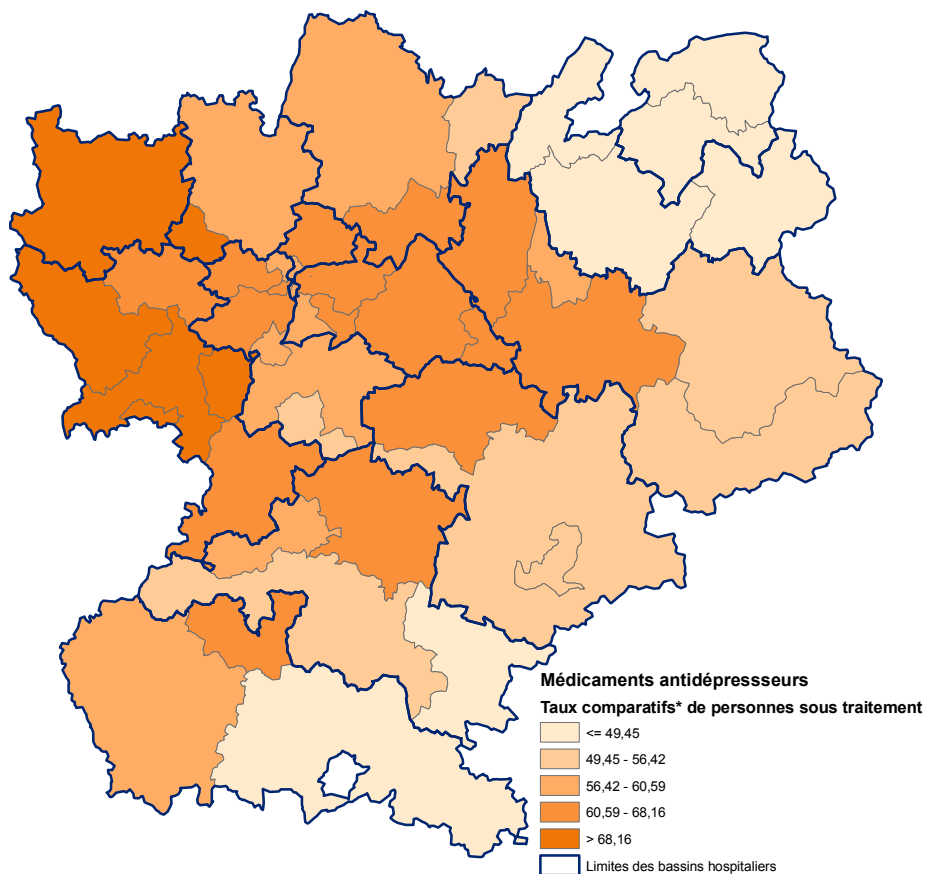 Médicaments antidépressseurs
Taux comparatifs* de personnes sous traitement
<= 49,45
49,45 - 56,42
56,42 - 60,59
60,59 - 68,16
> 68,16
Limites des bassins hospitaliers